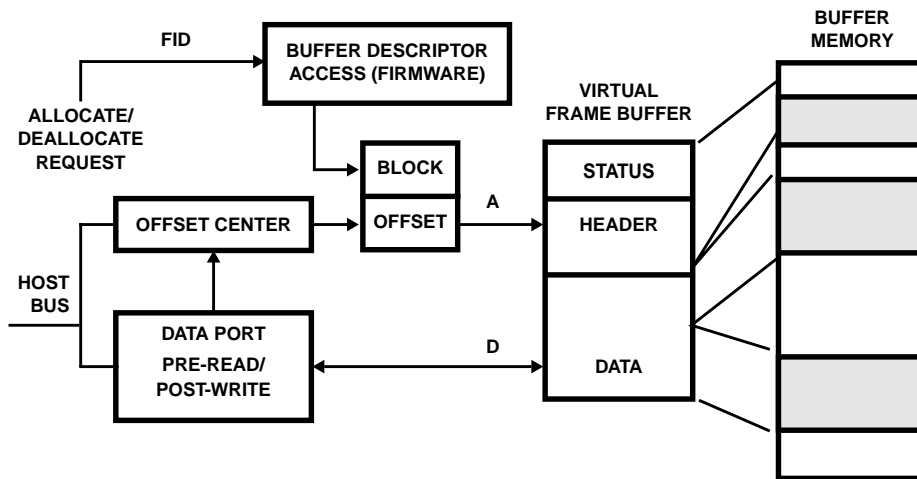 BUFFER
MEMORY
FID
BUFFER DESCRIPTOR
ACCESS (FIRMWARE)
VIRTUAL
FRAME BUFFER
ALLOCATE/
DEALLOCATE
REQUEST
BLOCK
STATUS
OFFSET CENTER
OFFSET
A
HEADER
HOST
BUS
DATA PORT
PRE-READ/
POST-WRITE
D
DATA